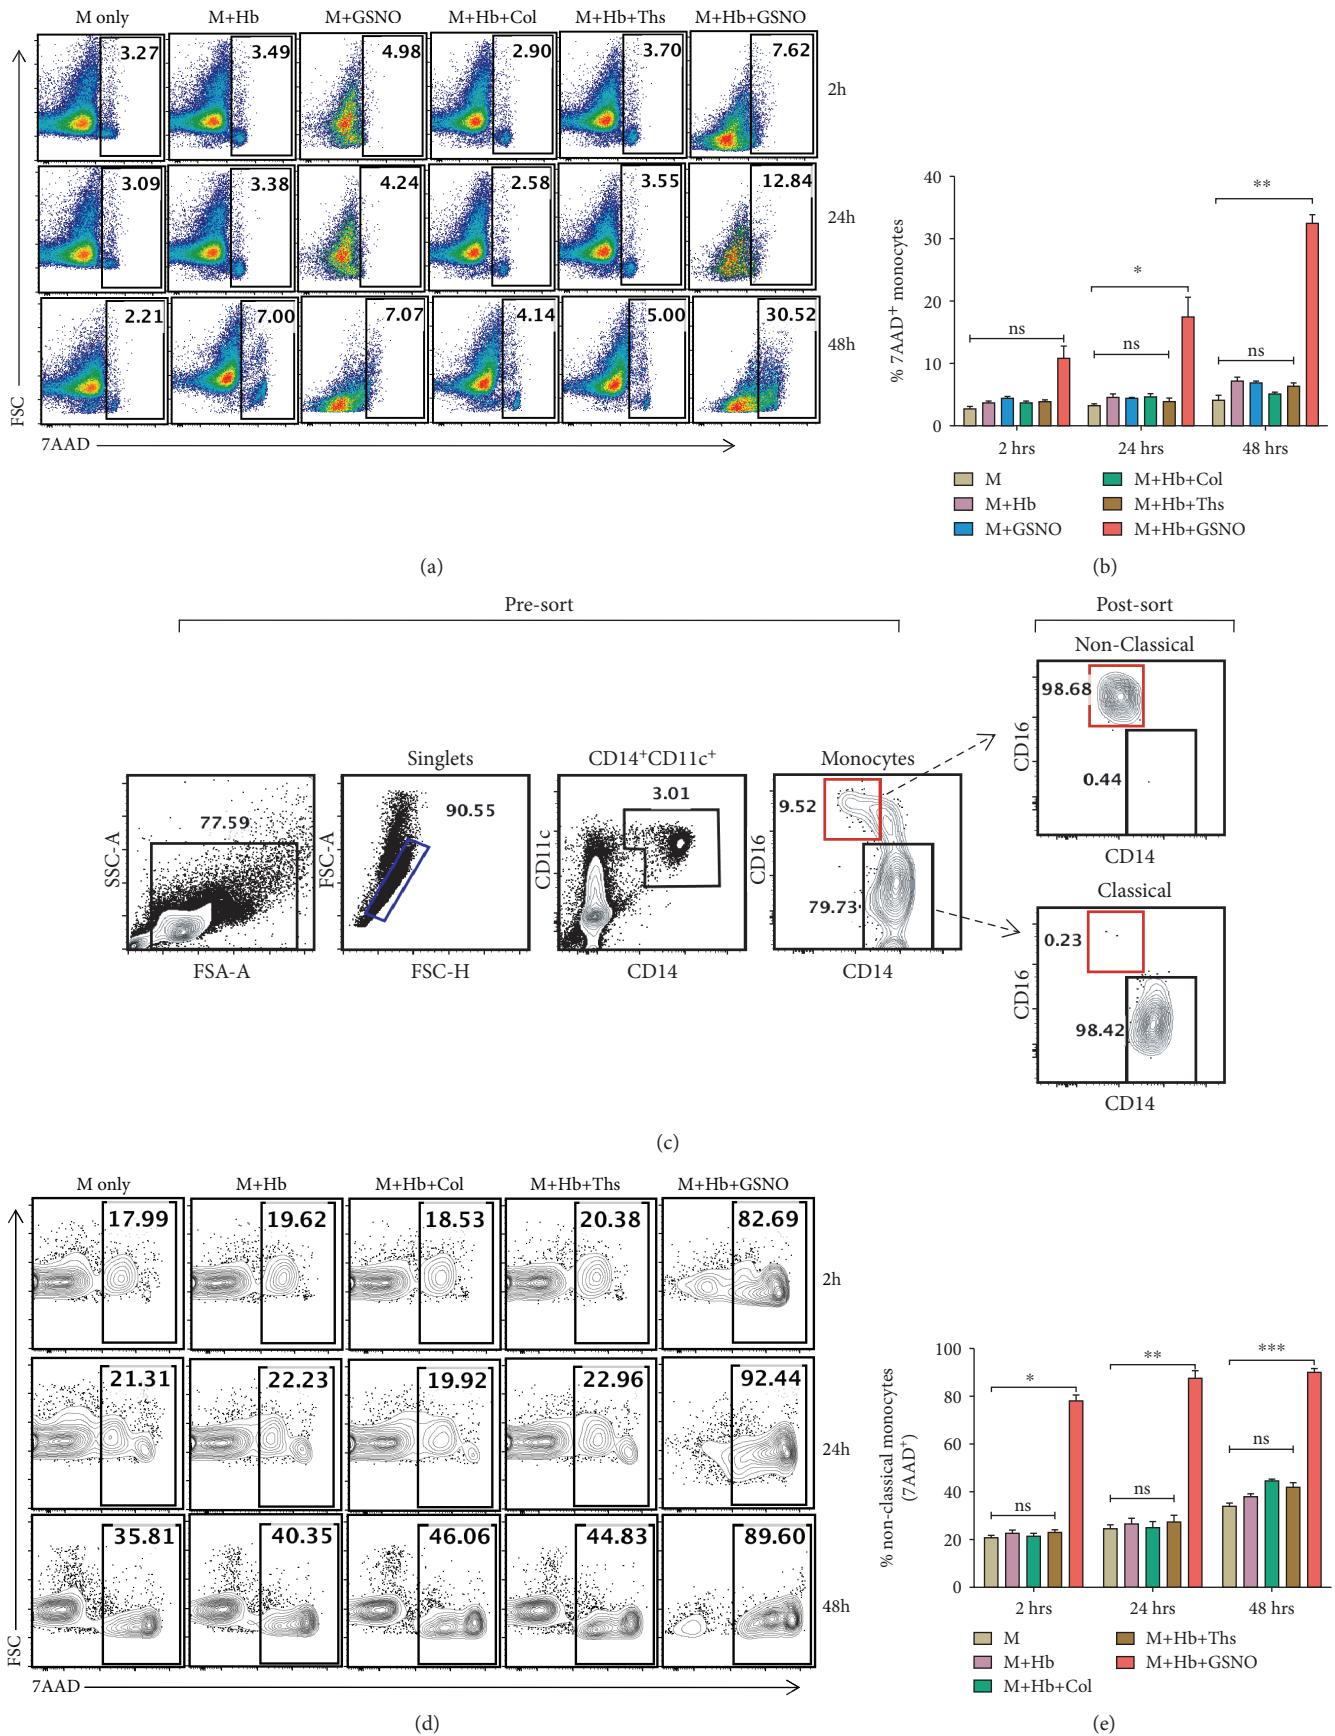 M only M+Hb M+GSNO M+Hb+Col M+Hb+Ths M+Hb+GSNO
3.27 3.49 4.98 2.90 3.70 7.62
2h
3.09 3.38 4.24 2.58 3.55 12.84
24h
2.21 7.00 7.07 4.14 5.00 30.52
48h
FSC
7AAD
(a)
% 7AAD+ monocytes
40
30
20
10
0
ns
ns
*
ns
**
2 hrs 24 hrs 48 hrs
M M+Hb+Col
M+Hb M+Hb+Ths
M+GSNO M+Hb+GSNO
(b)
Pre-sort Post-sort
Non-Classical
98.68
0.44
CD16
CD14
Singlets CD14+CD11c+ Monocytes
77.59
SSC-A
FSA-A
90.55
FSC-A
FSC-H
3.01
CD11c
CD14
9.52
79.73
CD16
CD14
Classical
0.23
98.42
CD16
CD14
(c)
M only M+Hb M+Hb+Col M+Hb+Ths M+Hb+GSNO
17.99 19.62 18.53 20.38 82.69
2h
21.31 22.23 19.92 22.96 92.44
24h
35.81 40.35 46.06 44.83 89.60
48h
FSC
7AAD
(d)
% non-classical monocytes
(7AAD+)
100
80
60
40
20
0
ns
*
ns
**
ns
***
2 hrs 24 hrs 48 hrs
M M+Hb+Ths
M+Hb M+Hb+GSNO
M+Hb+Col
(e)